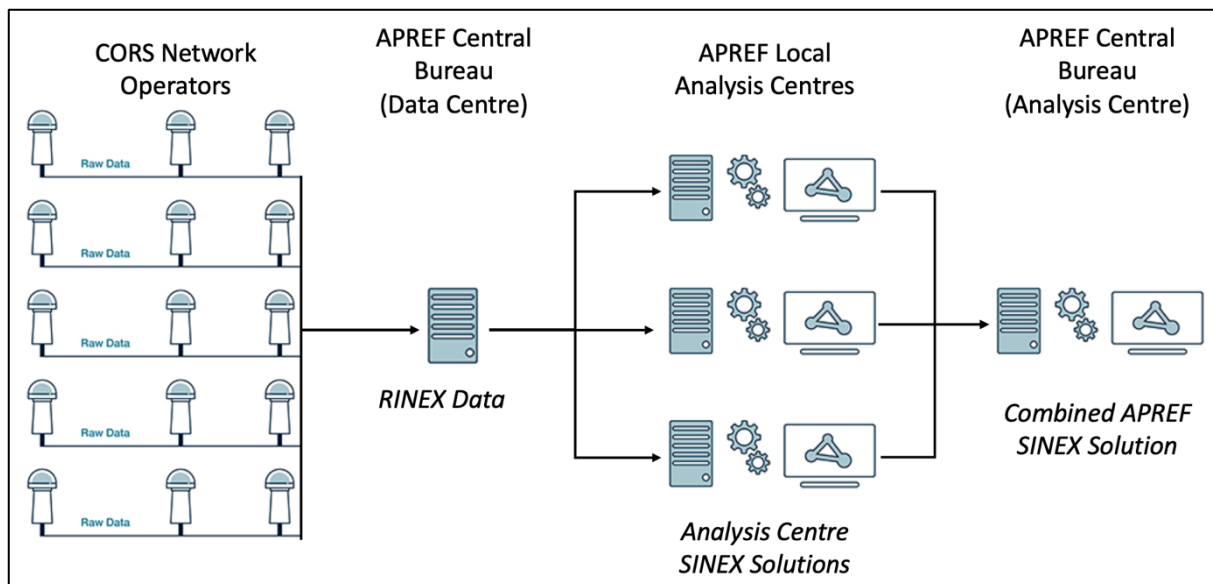 CORS Network
Operators
APREF Central
Bureau
(Data Centre)
APREF Local
Analysis Centres
APREF Central
Bureau
(Analysis Centre)
Raw Data
Raw Data
Raw Data
Raw Data
Raw Data
RINEX Data
Analysis Centre
SINEX Solutions
Combined APREF
SINEX Solution